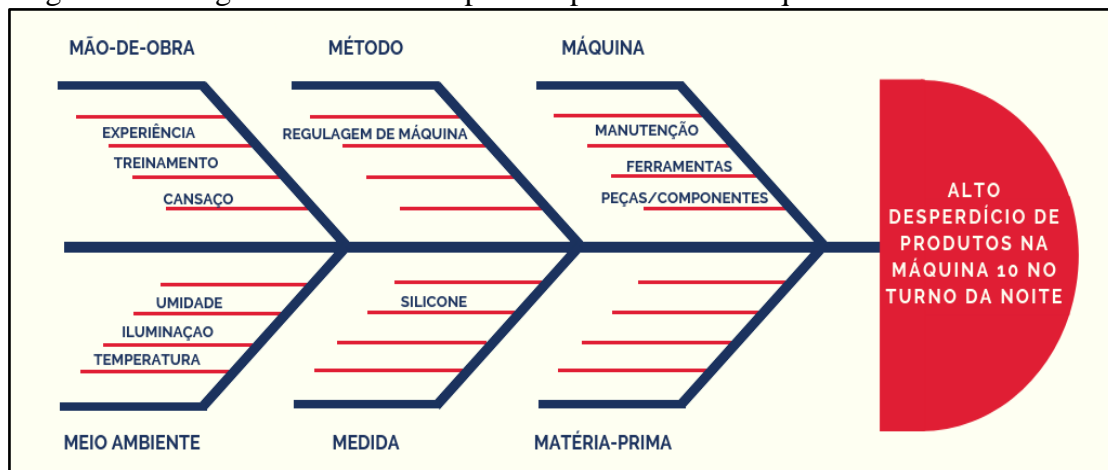 MÃO-DE-OBRA
MÉTODO
MÁQUINA
EXPERIÊNCIA
TREINAMENTO
CANSAÇO
REGULAGEM DE MÁQUINA
MANUTENÇÃO
FERRAMENTAS
PEÇAS/COMPONENTES
ALTO
DESPERDÍCIO DE
PRODUTOS NA
MÁQUINA 10 NO
TURNO DA NOITE
UMIDADE
ILUMINAÇAO
TEMPERATURA
SILICONE
MEIO AMBIENTE
MEDIDA
MATÉRIA-PRIMA